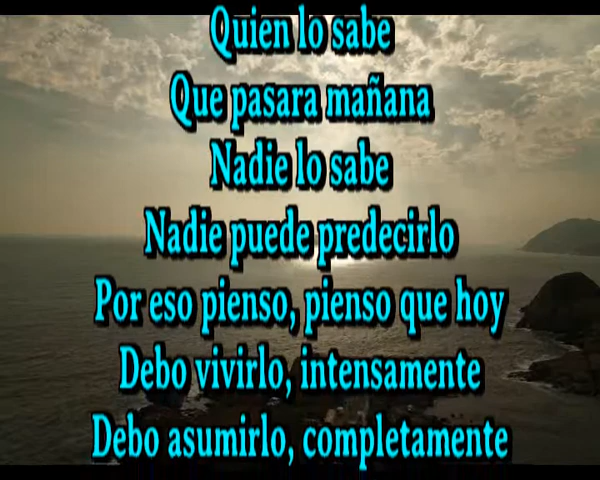 Quien lo sabe
Que pasara mañana
Nadie lo sabe
Nadie puede predecirlo
Por eso pienso, pienso que hoy
Debo vivirlo, intensamente
Debo asumirlo, completamente